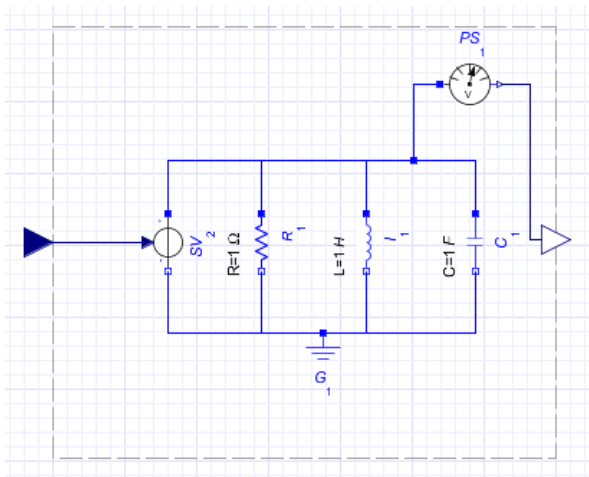 PS
1
V
+
-
SV
2
R=1 Ω
R
1
L=1 H
I
1
C=1 F
C
1
G
1